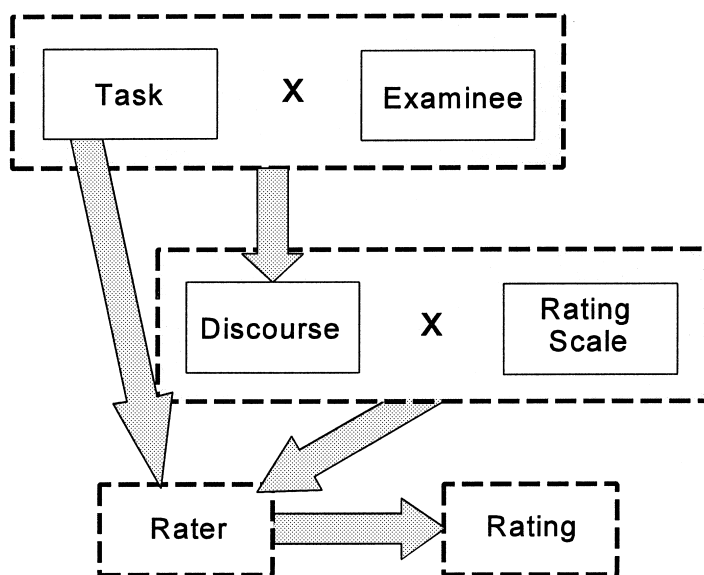 Task
X
Examinee
Discourse
X
Rating
Scale
Rater
Rating